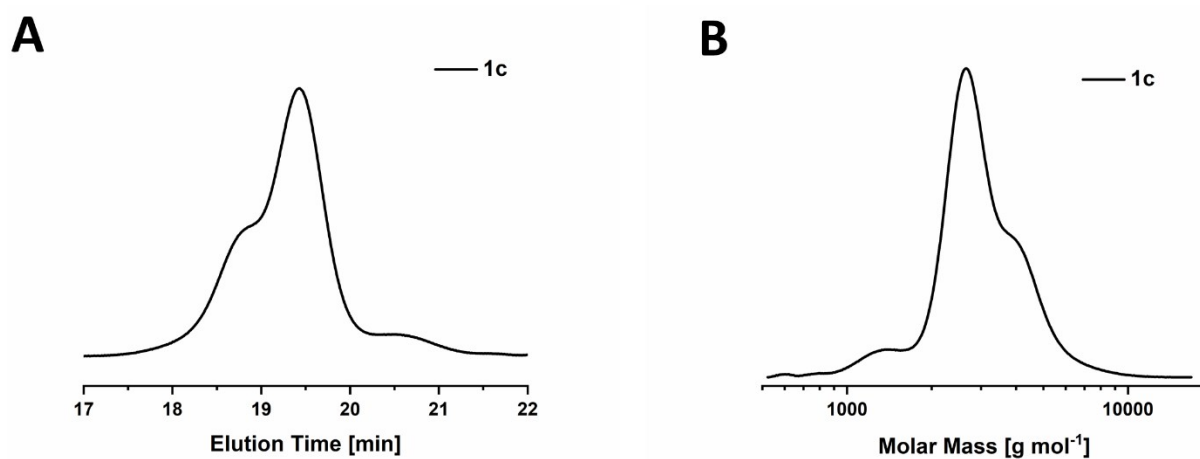 A
1c
17 18 19 20 21 22
Elution Time [min]
B
1c
1000 10000
Molar Mass [g mol⁻¹]